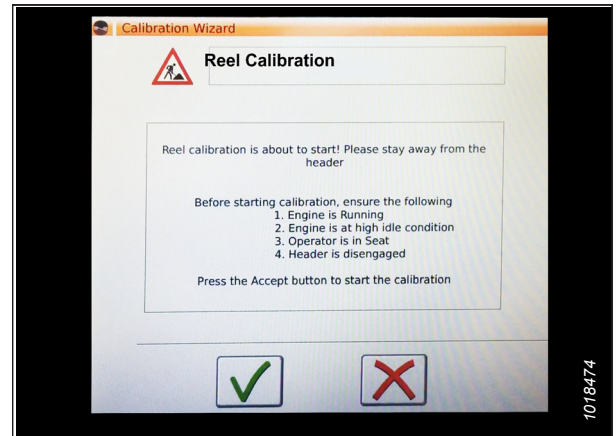 Calibration Wizard
Reel Calibration
Reel calibration is about to start! Please stay away from the
header
Before starting calibration, ensure the following
1. Engine is Running
2. Engine is at high idle condition
3. Operator is in Seat
4. Header is disengaged
Press the Accept button to start the calibration
1018474